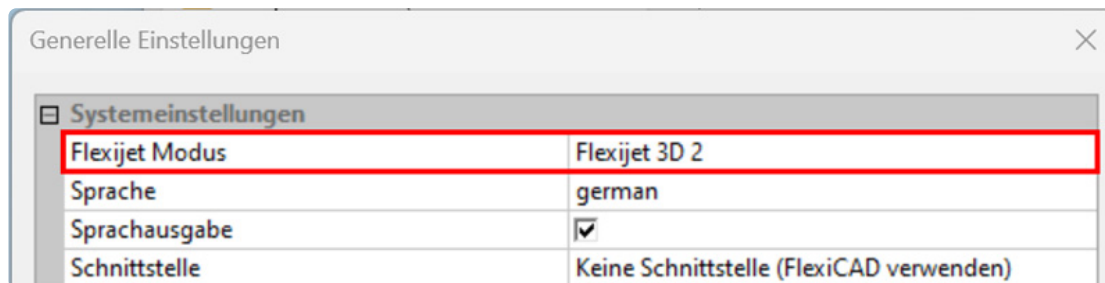 Generelle Einstellungen
Systemeinstellungen
Flexijet Modus Flexijet 3D 2
Sprache german
Sprachausgabe
Schnittstelle Keine Schnittstelle (FlexiCAD verwenden)